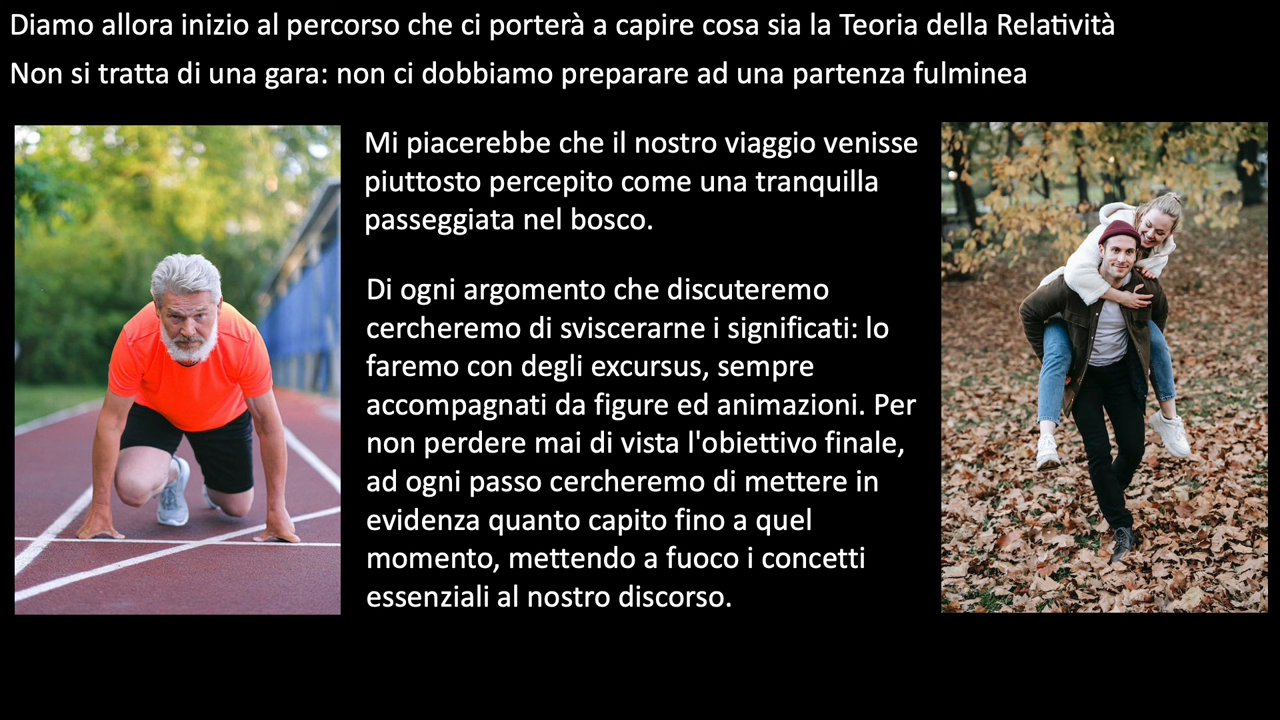 Diamo allora inizio al percorso che ci porterà a capire cosa sia la Teoria della Relatività
Non si tratta di una gara: non ci dobbiamo preparare ad una partenza fulminea
Mi piacerebbe che il nostro viaggio venisse
piuttosto percepito come una tranquilla
passeggiata nel bosco.
Di ogni argomento che discuteremo
cercheremo di sviscerarne i significati: lo
faremo con degli excursus, sempre
accompagnati da figure ed animazioni. Per
non perdere mai di vista l'obiettivo finale,
ad ogni passo cercheremo di mettere in
evidenza quanto capito fino a quel
momento, mettendo a fuoco i concetti
essenziali al nostro discorso.